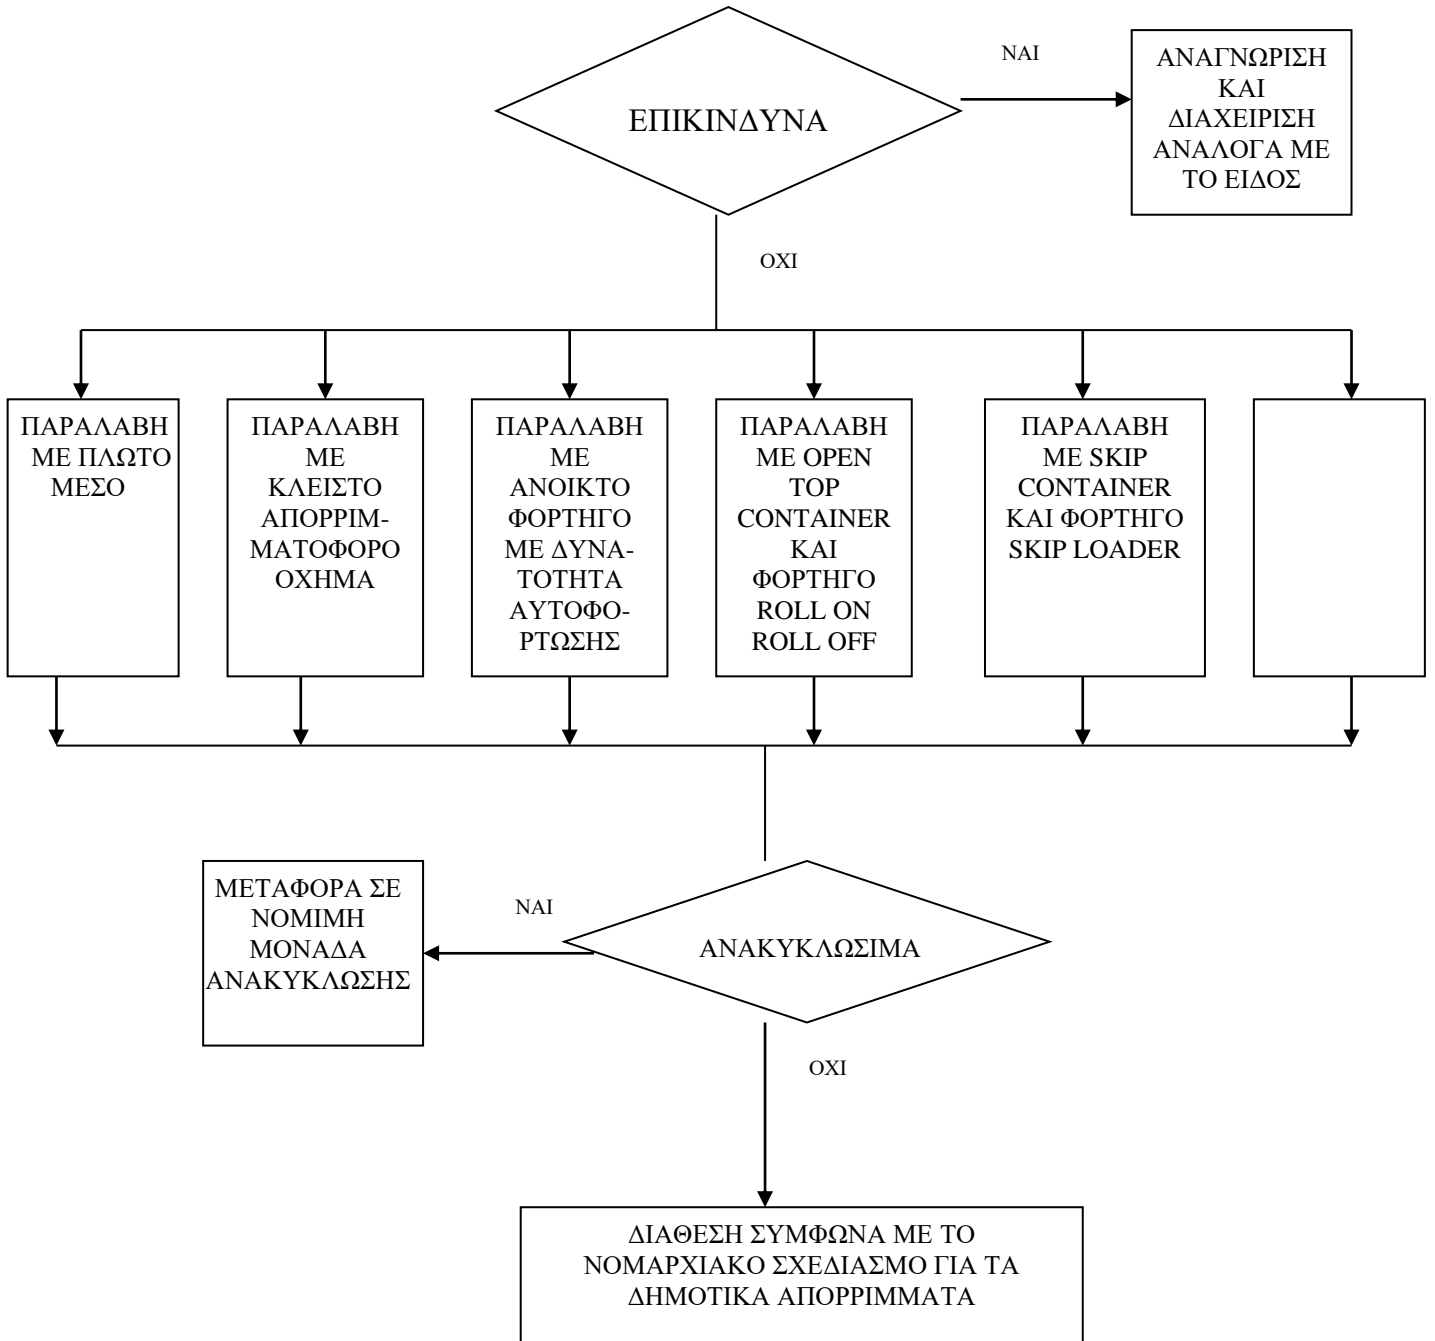 ΝΑΙ
ΕΠΙΚΙΝΔΥΝΑ
ΑΝΑΓΝΩΡΙΣΗ
ΚΑΙ
ΔΙΑΧΕΙΡΙΣΗ
ΑΝΑΛΟΓΑ ΜΕ
ΤΟ ΕΙΔΟΣ
ΟΧΙ
ΠΑΡΑΛΑΒΗ
ΜΕ ΠΛΩΤΟ
ΜΕΣΟ
ΠΑΡΑΛΑΒΗ
ΜΕ
ΚΛΕΙΣΤΟ
ΑΠΟΡΡΙΜ-
ΜΑΤΟΦΟΡΟ
ΟΧΗΜΑ
ΠΑΡΑΛΑΒΗ
ΜΕ
ΑΝΟΙΚΤΟ
ΦΟΡΤΗΓΟ
ΜΕ ΔΥΝΑ-
ΤΟΤΗΤΑ
ΑΥΤΟΦΟ-
ΡΤΩΣΗΣ
ΠΑΡΑΛΑΒΗ
ΜΕ OPEN
TOP
CONTAINER
ΚΑΙ
ΦΟΡΤΗΓΟ
ROLL ON
ROLL OFF
ΠΑΡΑΛΑΒΗ
ΜΕ SKIP
CONTAINER
ΚΑΙ ΦΟΡΤΗΓΟ
SKIP LOADER
ΜΕΤΑΦΟΡΑ ΣΕ
ΝΟΜΙΜΗ
ΜΟΝΑΔΑ
ΑΝΑΚΥΚΛΩΣΗΣ
ΝΑΙ
ΑΝΑΚΥΚΛΩΣΙΜΑ
ΟΧΙ
ΔΙΑΘΕΣΗ ΣΥΜΦΩΝΑ ΜΕ ΤΟ
ΝΟΜΑΡΧΙΑΚΟ ΣΧΕΔΙΑΣΜΟ ΓΙΑ ΤΑ
ΔΗΜΟΤΙΚΑ ΑΠΟΡΡΙΜΜΑΤΑ